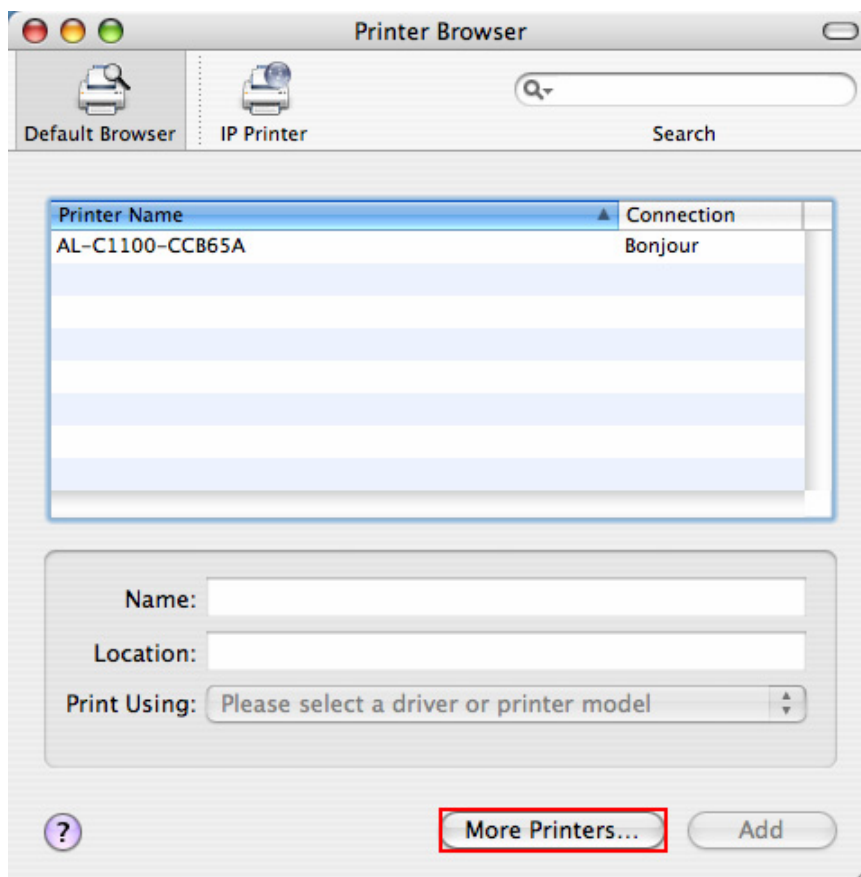 Printer Browser
Default Browser
IP Printer
Search
Printer Name Connection
AL-C1100-CCB65A Bonjour
Name:
Location:
Print Using: Please select a driver or printer model
? More Printers... Add